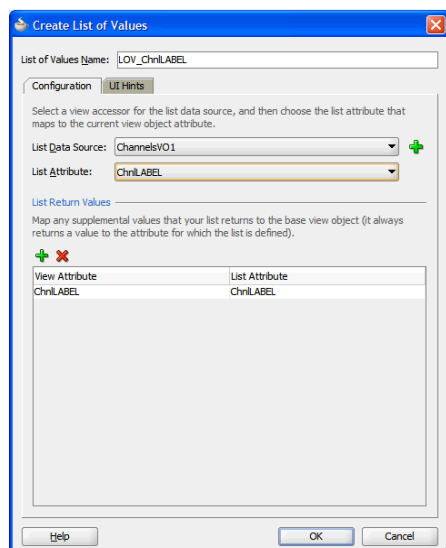 Create List of Values
List of Values Name: LOV_ChnlLABEL
Configuration UI Hints
Select a view accessor for the list data source, and then choose the list attribute that
maps to the current view object attribute.
List Data Source: ChannelsVO1
List Attribute: ChnlLABEL
List Return Values
Map any supplemental values that your list returns to the base view object (it always
returns a value to the attribute for which the list is defined).
View Attribute List Attribute
ChnlLABEL ChnlLABEL
Help OK Cancel